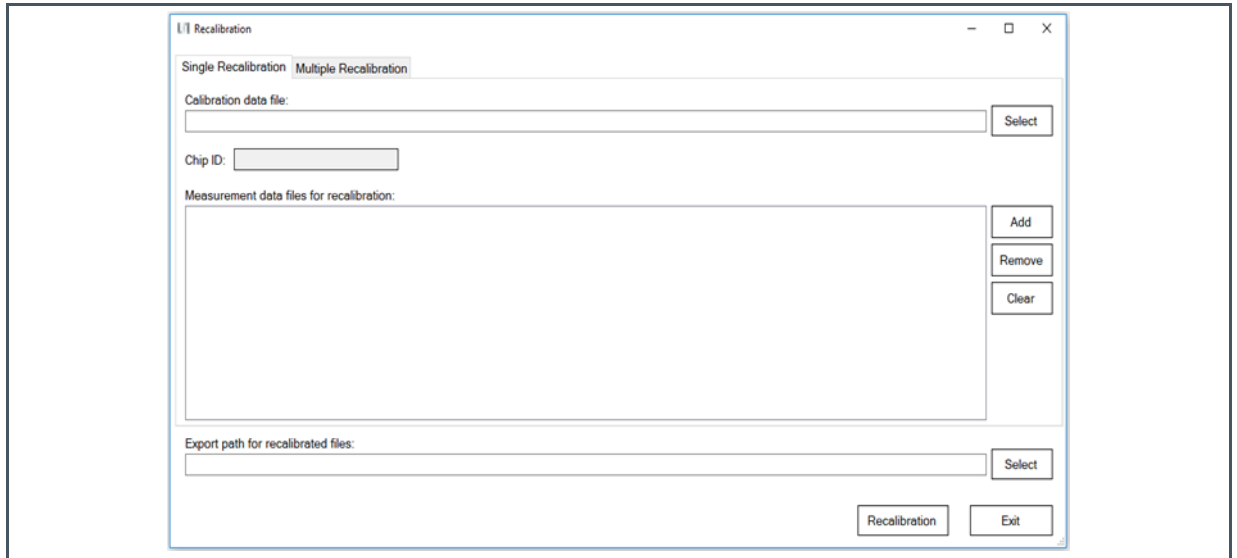 Recalibration
Single Recalibration Multiple Recalibration
Calibration data file:
Select
Chip ID:
Measurement data files for recalibration:
Add
Remove
Clear
Export path for recalibrated files:
Select
Recalibration Exit